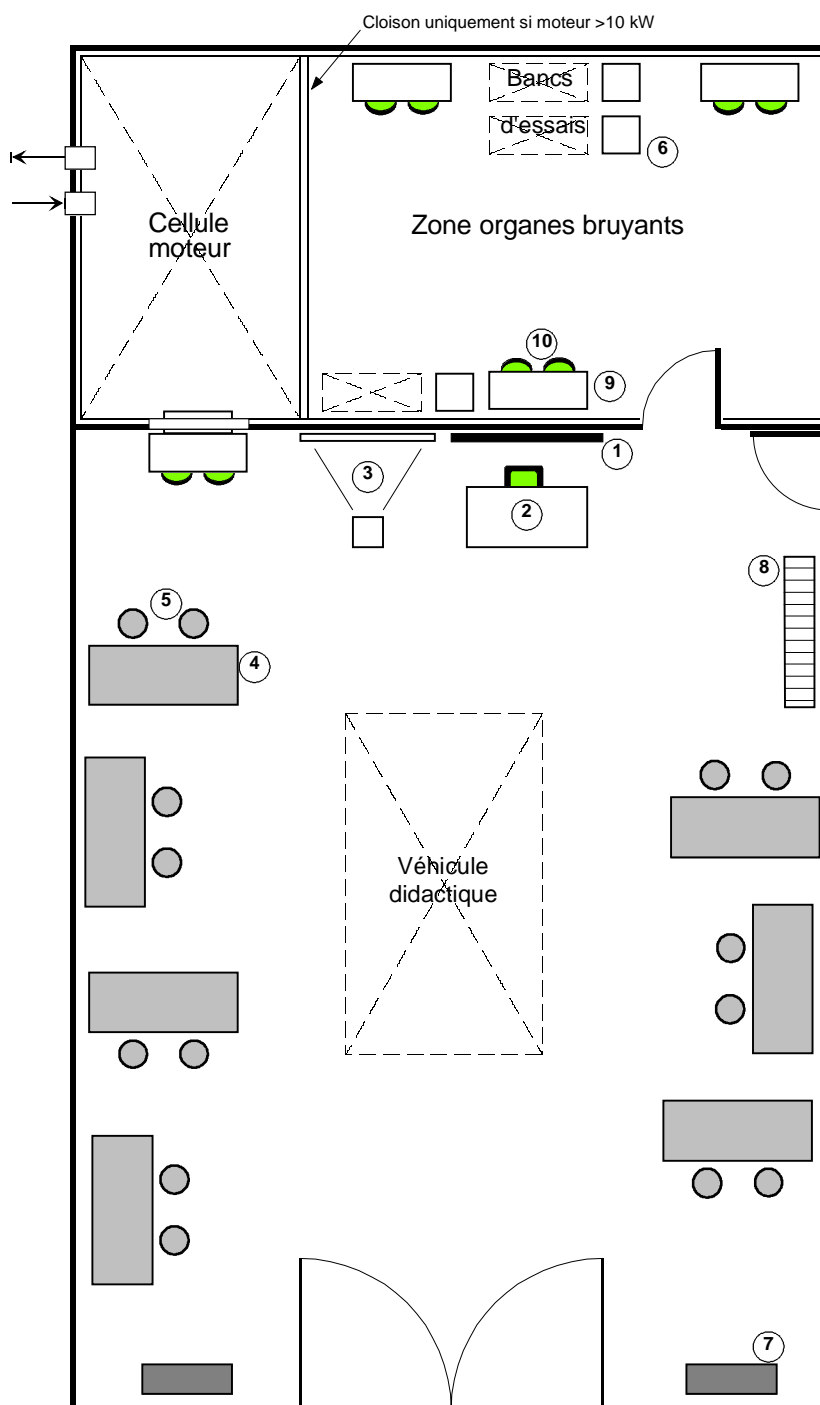 Cloison uniquement si moteur >10 kW
Bancs
d'essais
6
Cellule
moteur
Zone organes bruyants
10
9
1
3
2
8
5
4
Véhicule
didactique
7